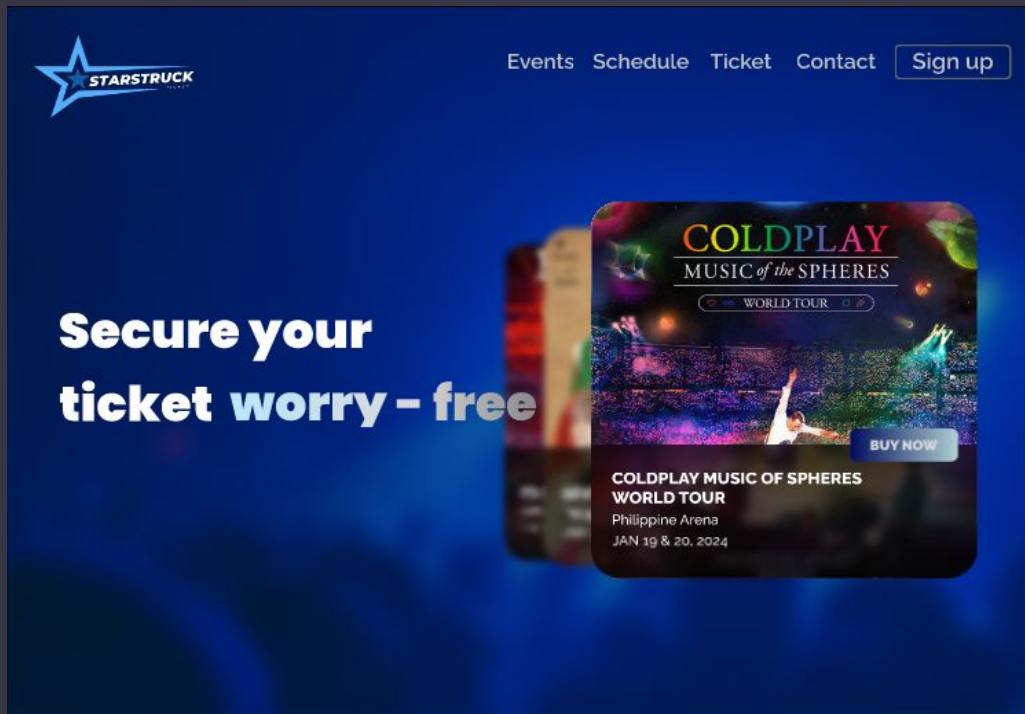 STARSTRUCK
Events Schedule Ticket Contact Sign up
Secure your
ticket worry - free
COLDPLAY
MUSIC of the SPHERES
WORLD TOUR
BUY NOW
COLDPLAY MUSIC OF SPHERES
WORLD TOUR
Philippine Arena
JAN 19 & 20, 2024